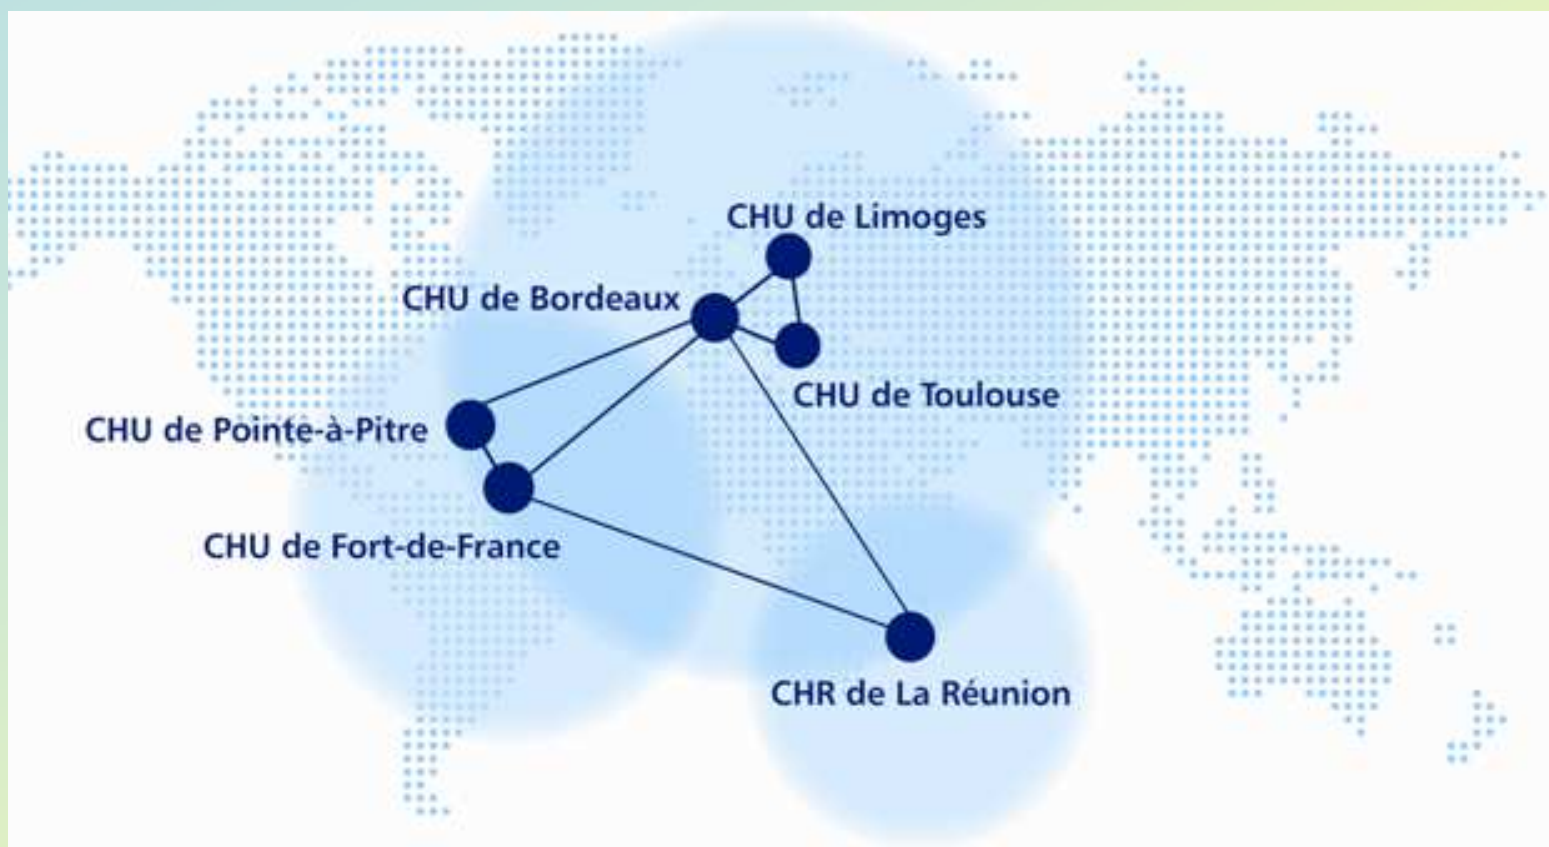 CHU de Limoges
CHU de Bordeaux
CHU de Toulouse
CHU de Pointe-à-Pitre
CHU de Fort-de-France
CHR de La Réunion